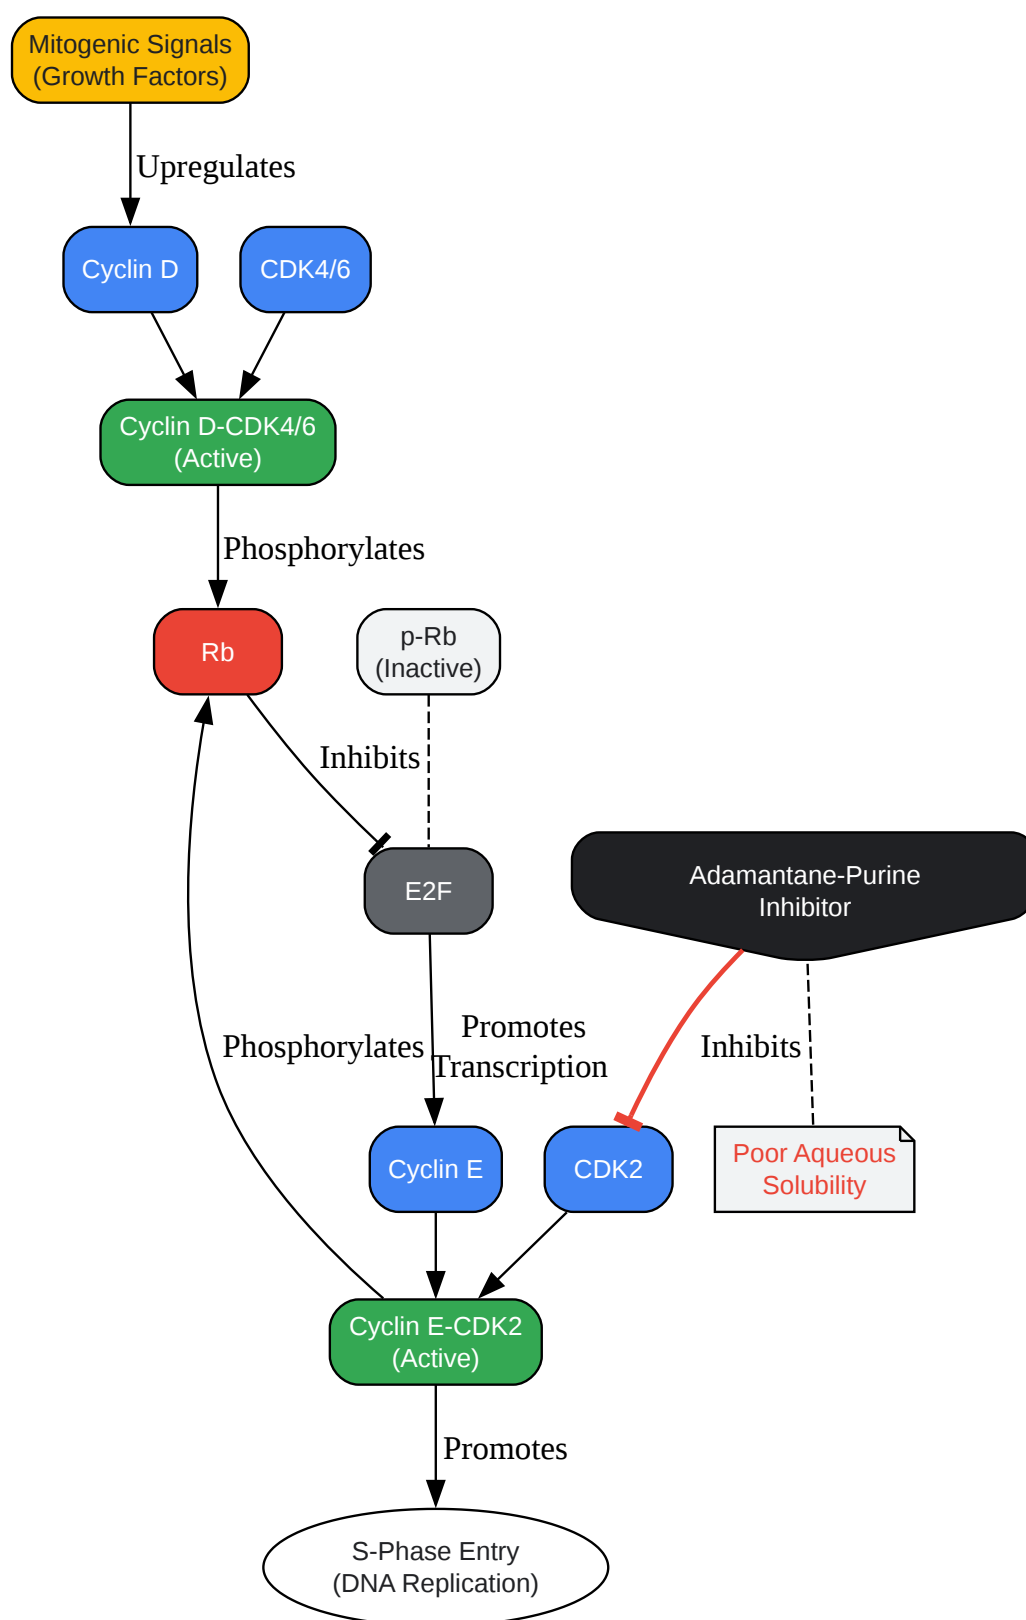 Mitogenic Signals
(Growth Factors)
Upregulates
Cyclin D
CDK4/6
Cyclin D-CDK4/6
(Active)
Phosphorylates
Rb
p-Rb
(Inactive)
Inhibits
E2F
Adamantane-Purine
Inhibitor
Phosphorylates
Promotes
Transcription
Inhibits
Cyclin E
CDK2
Poor Aqueous
Solubility
Cyclin E-CDK2
(Active)
Promotes
S-Phase Entry
(DNA Replication)